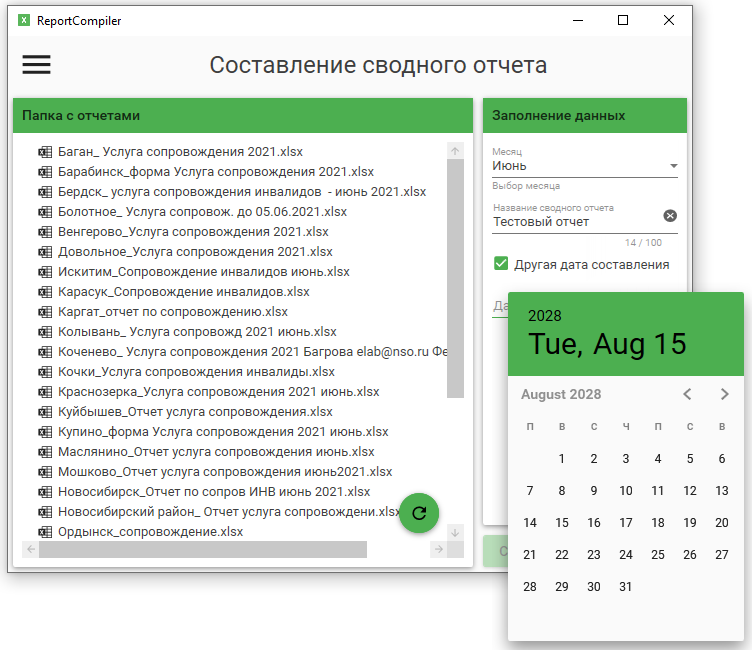 ReportCompiler
Составление сводного отчета
Папка с отчетами
Баган_ Услуга сопровождения 2021.xlsx
Барабинск_форма Услуга сопровождения 2021.xlsx
Бердск_ услуга сопровождения инвалидов - июнь 2021.xlsx
Болотное_ Услуга сопровож. до 05.06.2021.xlsx
Венгерово_Услуга сопровождения 2021.xlsx
Довольное_Услуга сопровождения 2021.xlsx
Искитим_Сопровождение инвалидов июнь.xlsx
Карасук_Сопровождение инвалидов.xlsx
Каргат_отчет по сопровождению.xlsx
Колывань_ Услуга сопровожд 2021 июнь.xlsx
Коченево_ Услуга сопровождения 2021 Багрова elab@nso.ru Фе
Кочки_Услуга сопровождения инвалиды.xlsx
Краснозерка_Услуга сопровождения 2021 июнь.xlsx
Куйбышев_Отчет услуга сопровождения.xlsx
Купино_форма Услуга сопровождения 2021 июнь.xlsx
Маслянино_Отчет услуга сопровождения июнь.xlsx
Мошково_Отчет услуга сопровождения июнь2021.xlsx
Новосибирск_Отчет по сопров ИНВ июнь 2021.xlsx
Новосибирский район_ Отчет услуга сопровождени.xlsx
Ордынск_сопровождение.xlsx
Заполнение данных
Месяц
Июнь
Выбор месяца
Название сводного отчета
Тестовый отчет
14 / 100
Другая дата составления
Да
С
2028
Tue, Aug 15
August 2028
п в с ч п с в
1 2 3 4 5 6
7 8 9 10 11 12 13
14 15 16 17 18 19 20
21 22 23 24 25 26 27
28 29 30 31